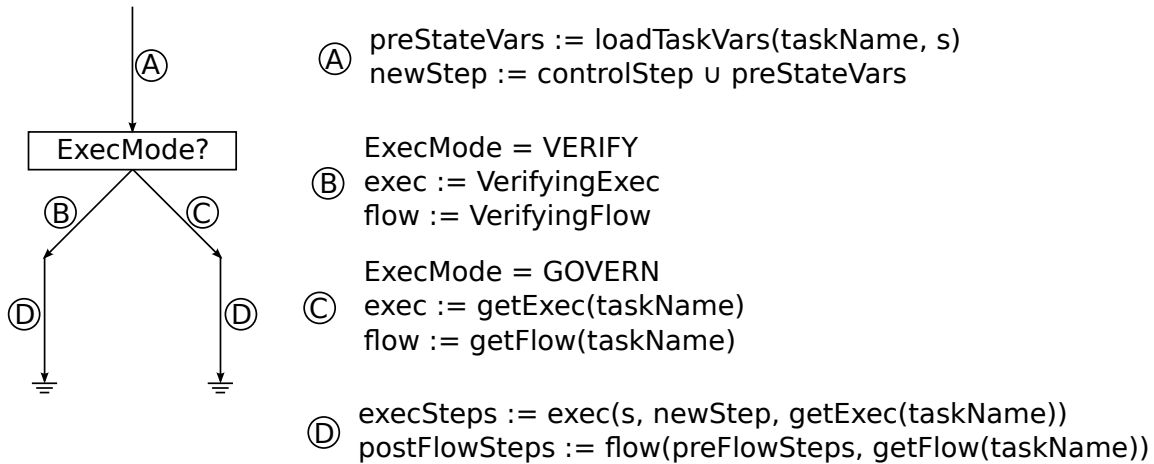 A
ExecMode?
B
C
D
D
A
preStateVars := loadTaskVars(taskName, s)
newStep := controlStep ∪ preStateVars
B
ExecMode = VERIFY
exec := VerifyingExec
flow := VerifyingFlow
C
ExecMode = GOVERN
exec := getExec(taskName)
flow := getFlow(taskName)
D
execSteps := exec(s, newStep, getExec(taskName))
postFlowSteps := flow(preFlowSteps, getFlow(taskName))